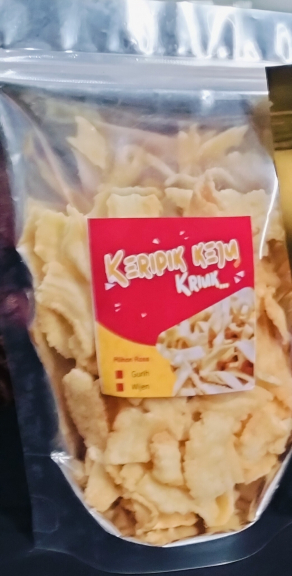 KERIPIK KEJU
KRIUK...
Pilihan Rasa
Gurih
Wijen